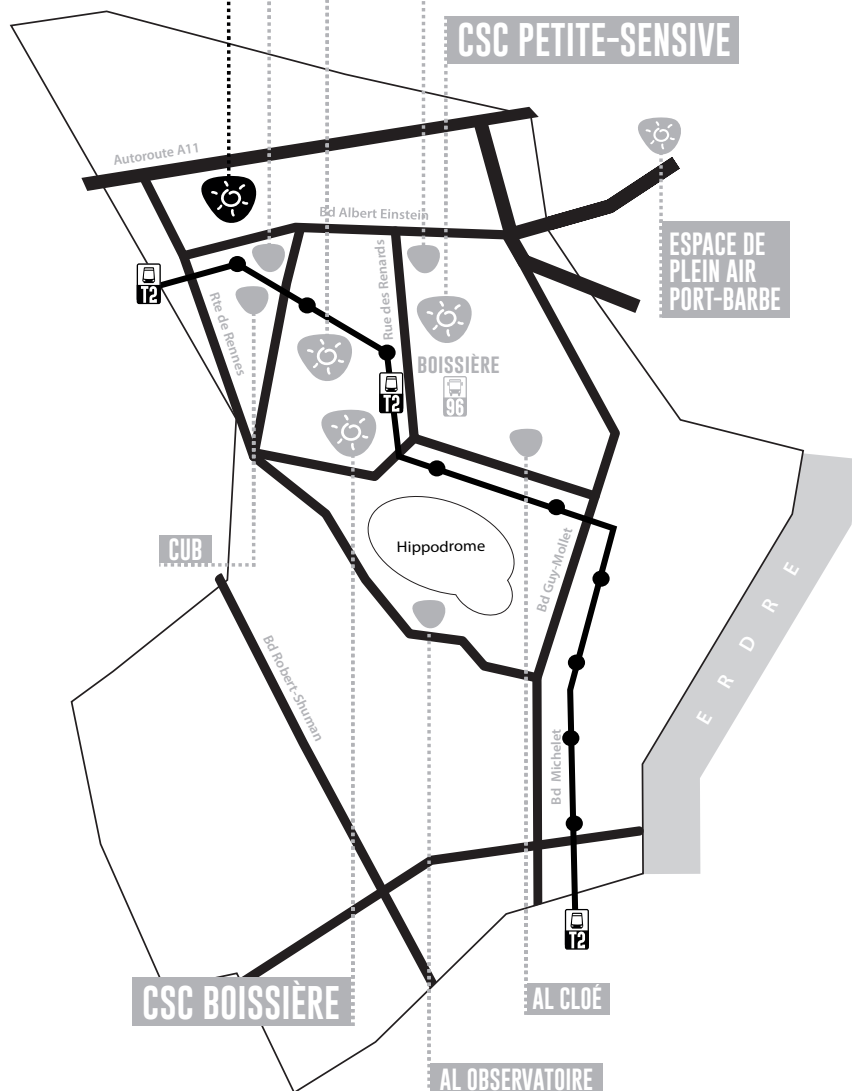 CSC PETITE-SENSIVE
Autoroute A11
Bd Albert Einstein
ESPACE DE
PLEIN AIR
PORT-BARBE
T2
Rte de Rennes
Rue des Renards
BOISSIÈRE
96
T2
CUB
Hippodrome
Bd Guy-Mollet
ERDRE
Bd Robert-Shuman
Bd Michelet
T2
CSC BOISSIÈRE
AL CLOÉ
AL OBSERVATOIRE